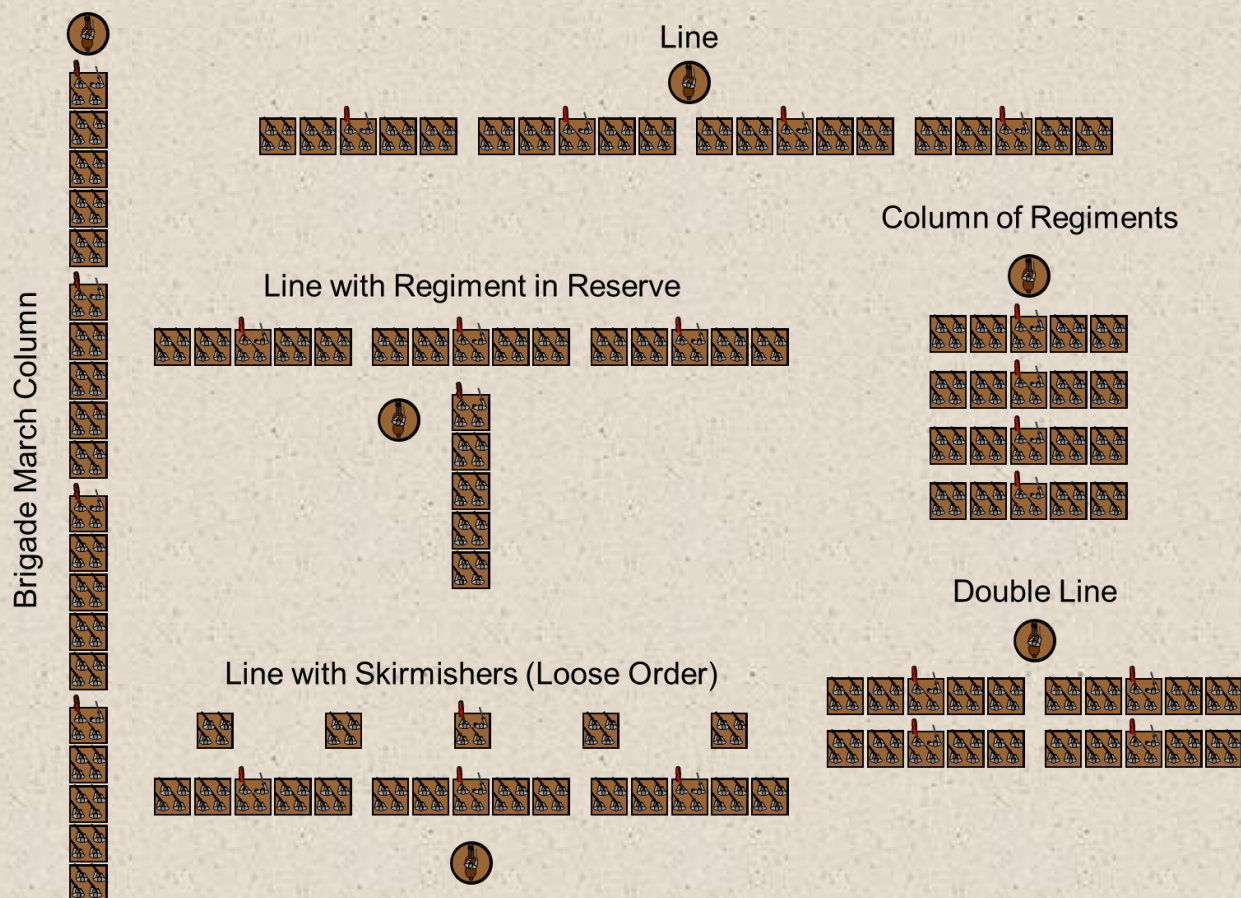 Line
Column of Regiments
Line with Regiment in Reserve
Brigade March Column
Double Line
Line with Skirmishers (Loose Order)